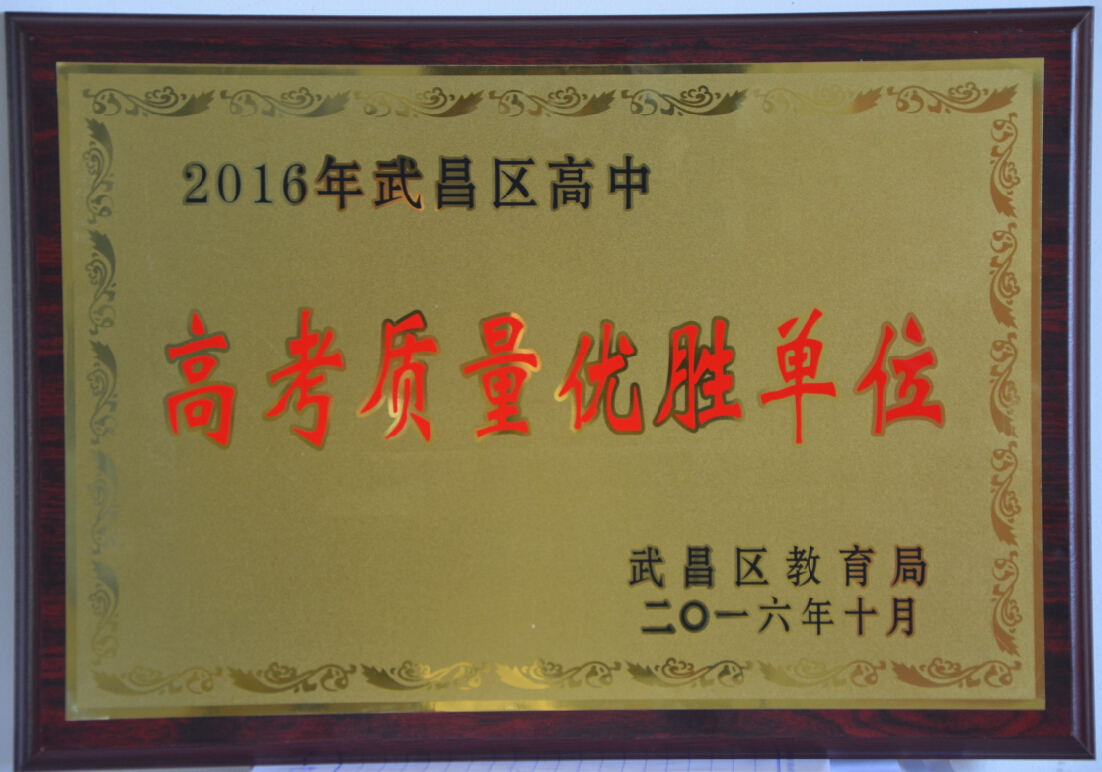 2016年武昌区高中
高考质量优胜单位
武昌区教育局
二〇一六年十月